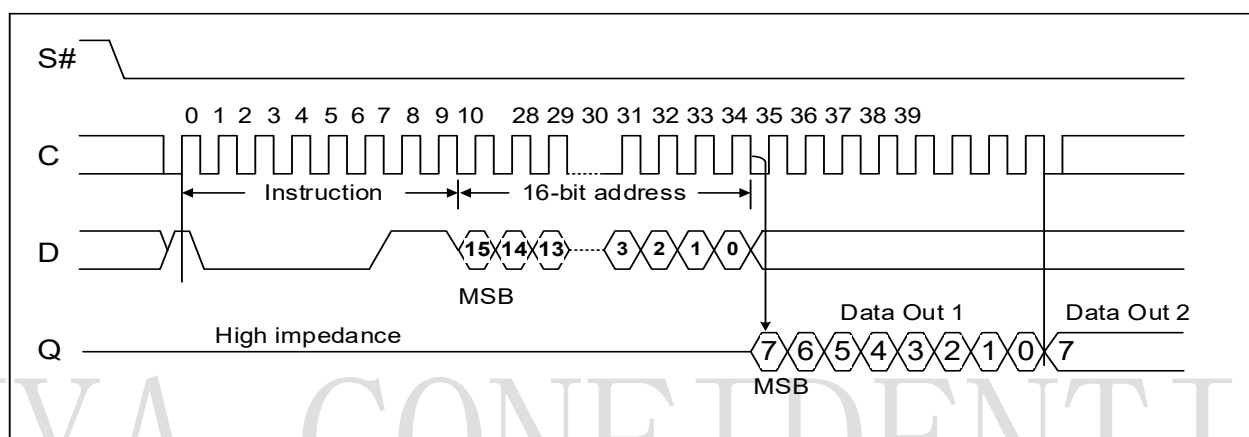 S#
0 1 2 3 4 5 6 7 8 9 10 28 29 30 31 32 33 34 35 36 37 38 39
C
Instruction 16-bit address
D
15 14 13 3 2 1 0
MSB
Data Out 1 Data Out 2
High impedance
Q
7 6 5 4 3 2 1 0 7
MSB
YA CONFIDENTI